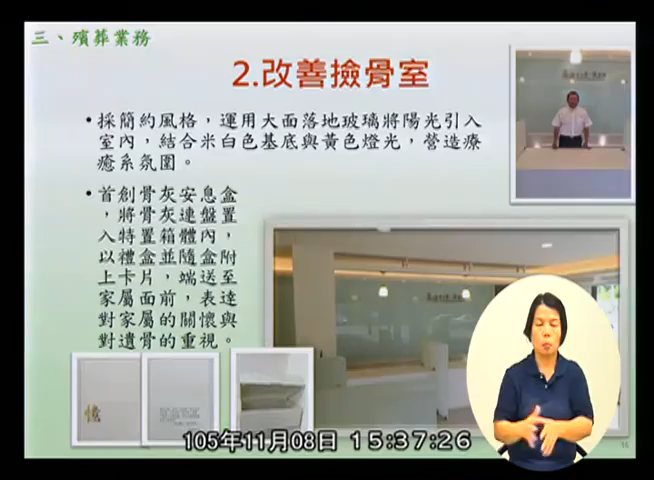 三、殯葬業務
2.改善撿骨室
•採簡約風格，運用大面落地玻璃將陽光引入
室內，結合米白色基底與黃色燈光，營造療
癒系氛圍。
•首創骨灰安息盒
，將骨灰連盤置
入特置箱體內，
以禮盒並隨盒附
上卡片，端送至
家屬面前，表達
對家屬的關懷與
對遺骨的重視。
105年11月08日 15:37:26
16